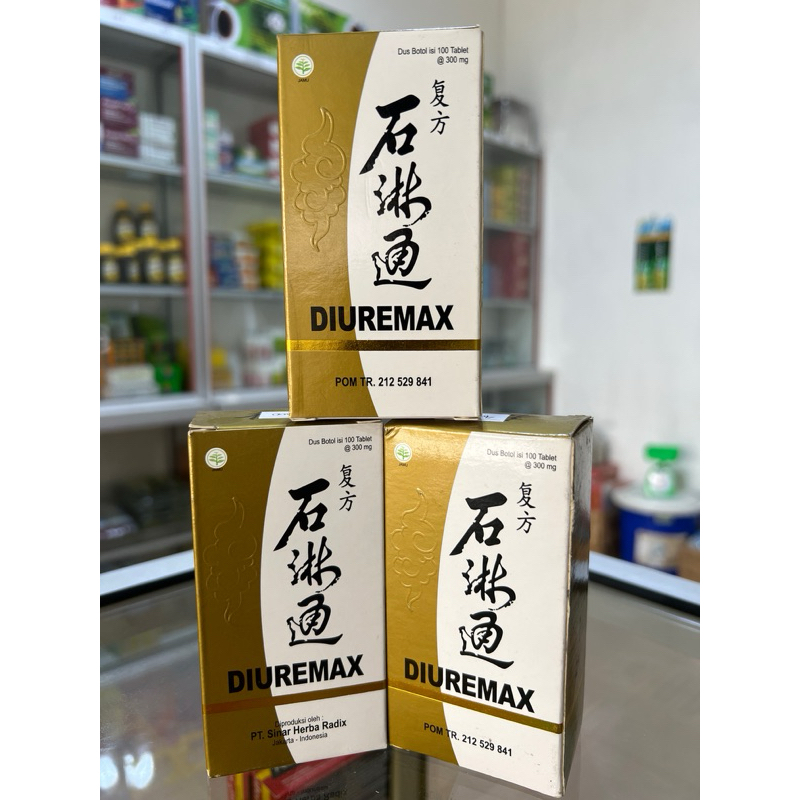 JAMU
Dus Botol isi 100 Tablet
@ 300 mg
复方
石淋通
DIUREMAX
POM TR. 212 529 841
JAMU
Dus Botol isi 100 Tablet
@ 300 mg
复方
石淋通
DIUREMAX
Diproduksi oleh :
PT. Sinar Herba Radix
Jakarta - Indonesia
JAMU
Dus Botol isi 100 Tablet
@ 300 mg
复方
石淋通
DIUREMAX
POM TR. 212 529 841